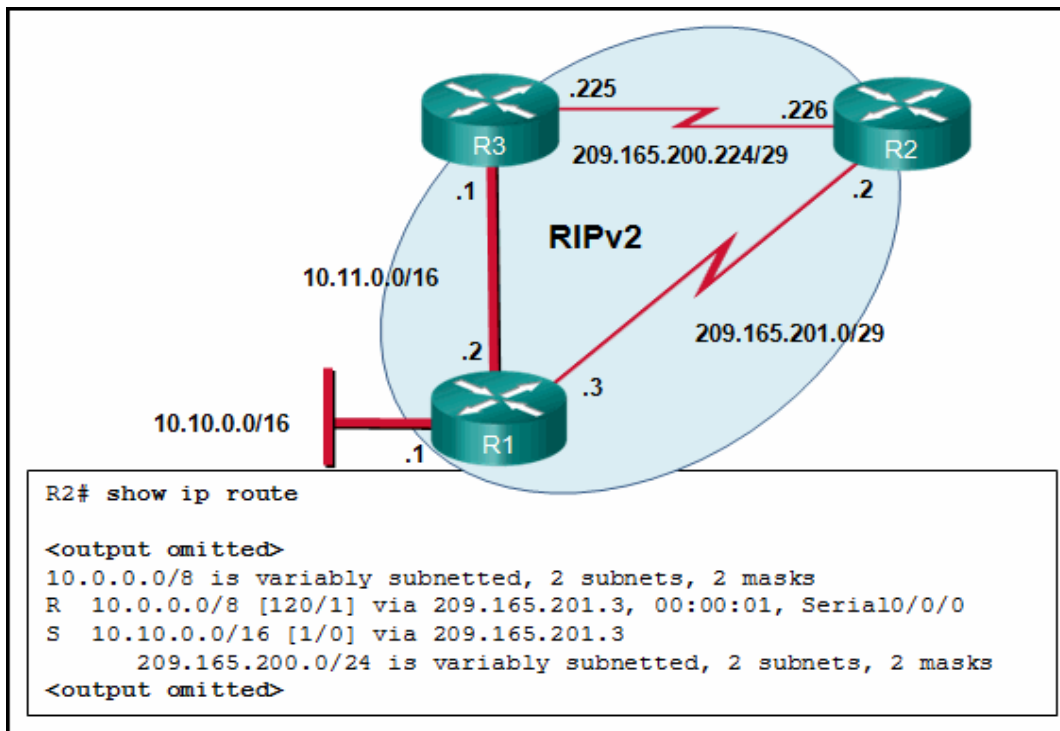 .225
.226
R3
R2
209.165.200.224/29
.1
.2
RIPv2
10.11.0.0/16
209.165.201.0/29
.2
.3
10.10.0.0/16
R1
.1
R2# show ip route
<output omitted>
10.0.0.0/8 is variably subnetted, 2 subnets, 2 masks
R  10.0.0.0/8 [120/1] via 209.165.201.3, 00:00:01, Serial0/0/0
S  10.10.0.0/16 [1/0] via 209.165.201.3
209.165.200.0/24 is variably subnetted, 2 subnets, 2 masks
<output omitted>